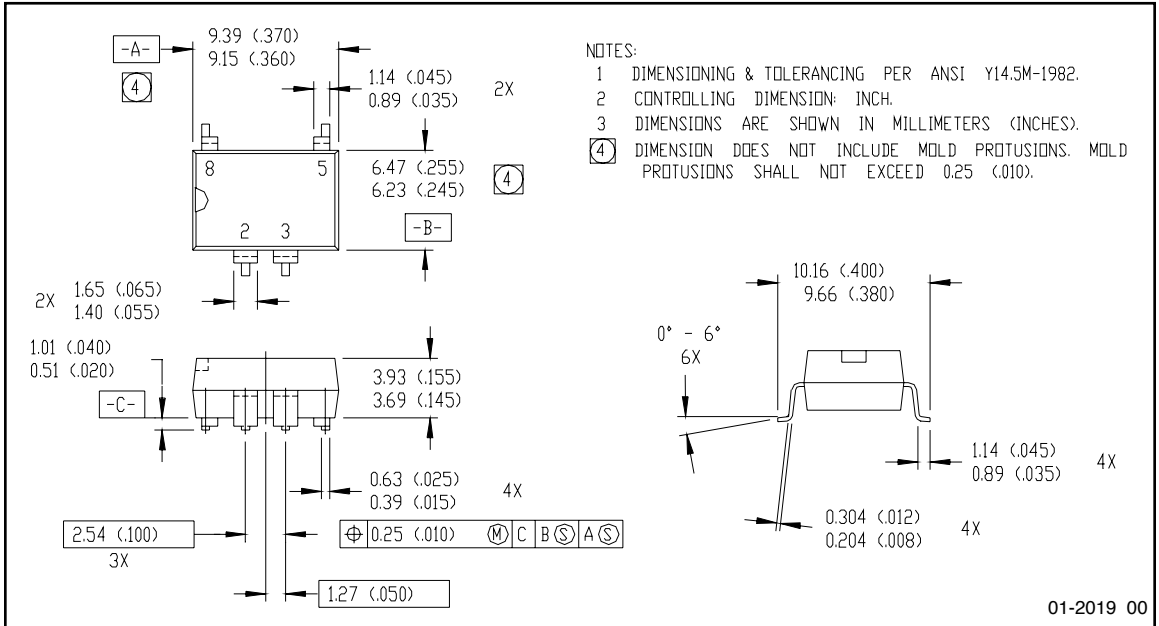 -A-
9.39 (.370)
9.15 (.360)
4
1.14 (.045)
0.89 (.035)
2X
8
5
2
3
6.47 (.255)
6.23 (.245)
4
-B-
2X
1.65 (.065)
1.40 (.055)
1.01 (.040)
0.51 (.020)
-C-
3.93 (.155)
3.69 (.145)
0.63 (.025)
0.39 (.015)
4X
2.54 (.100)
3X
⌖ 0.25 (.010) Ⓜ C B Ⓢ A Ⓢ
1.27 (.050)
NOTES:
1 DIMENSIONING & TOLERANCING PER ANSI Y14.5M-1982.
2 CONTROLLING DIMENSION: INCH.
3 DIMENSIONS ARE SHOWN IN MILLIMETERS (INCHES).
4 DIMENSION DOES NOT INCLUDE MOLD PROTUSIONS. MOLD
PROTUSIONS SHALL NOT EXCEED 0.25 (.010).
10.16 (.400)
9.66 (.380)
0° - 6°
6X
1.14 (.045)
0.89 (.035)
4X
0.304 (.012)
0.204 (.008)
4X
01-2019 00